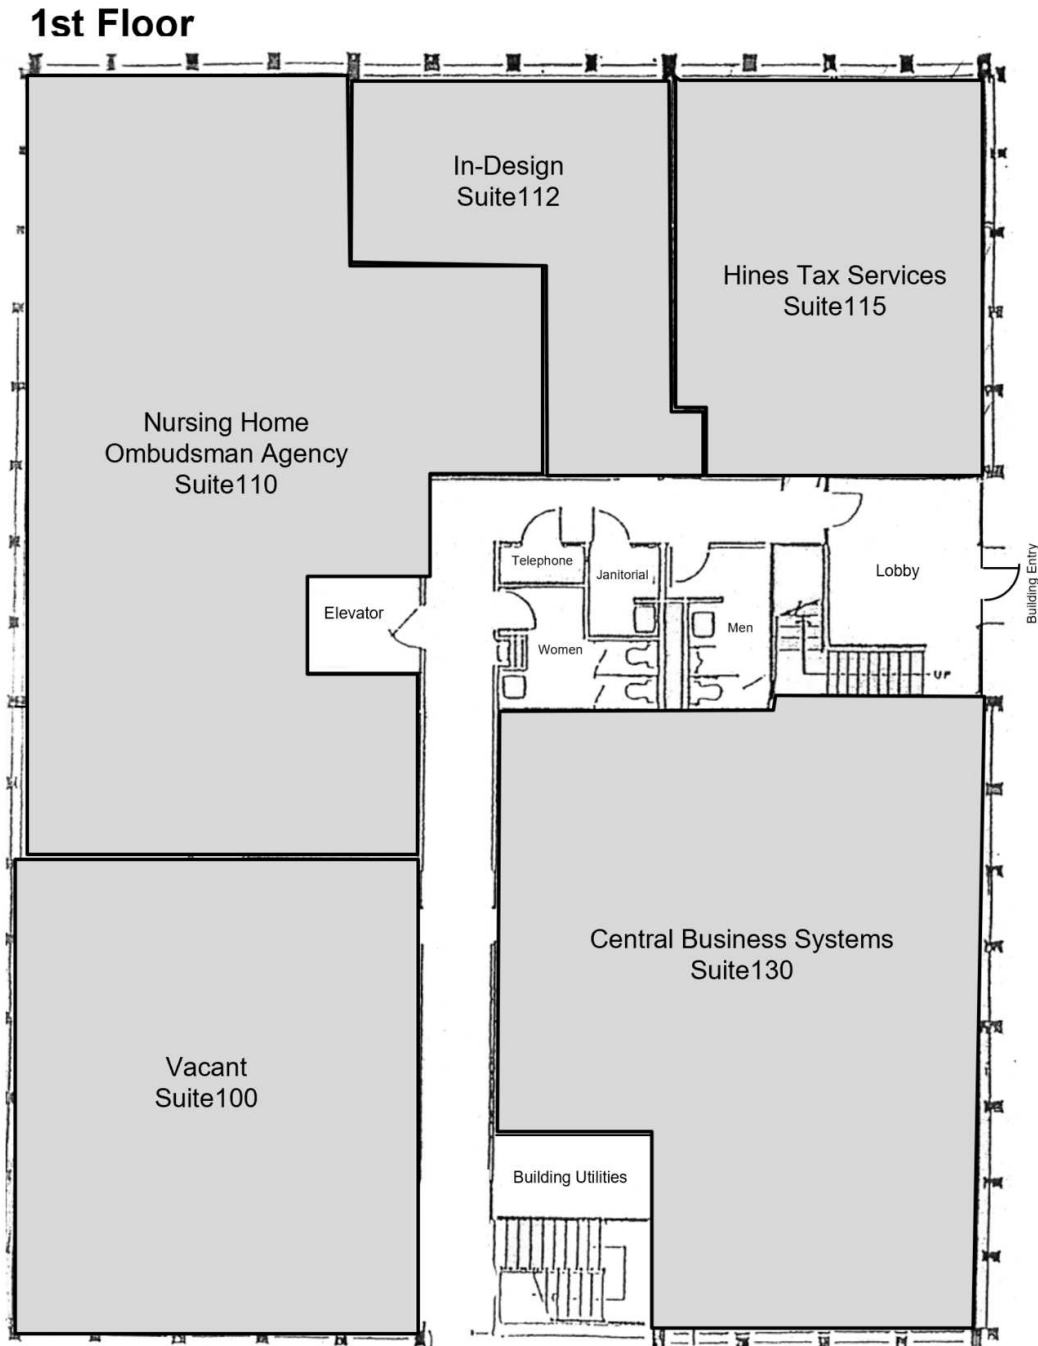 1st Floor
In-Design
Suite112
Hines Tax Services
Suite115
Nursing Home
Ombudsman Agency
Suite110
Telephone
Janitorial
Lobby
Building Entry
Elevator
Men
Women
UP
Central Business Systems
Suite130
Vacant
Suite100
Building Utilities